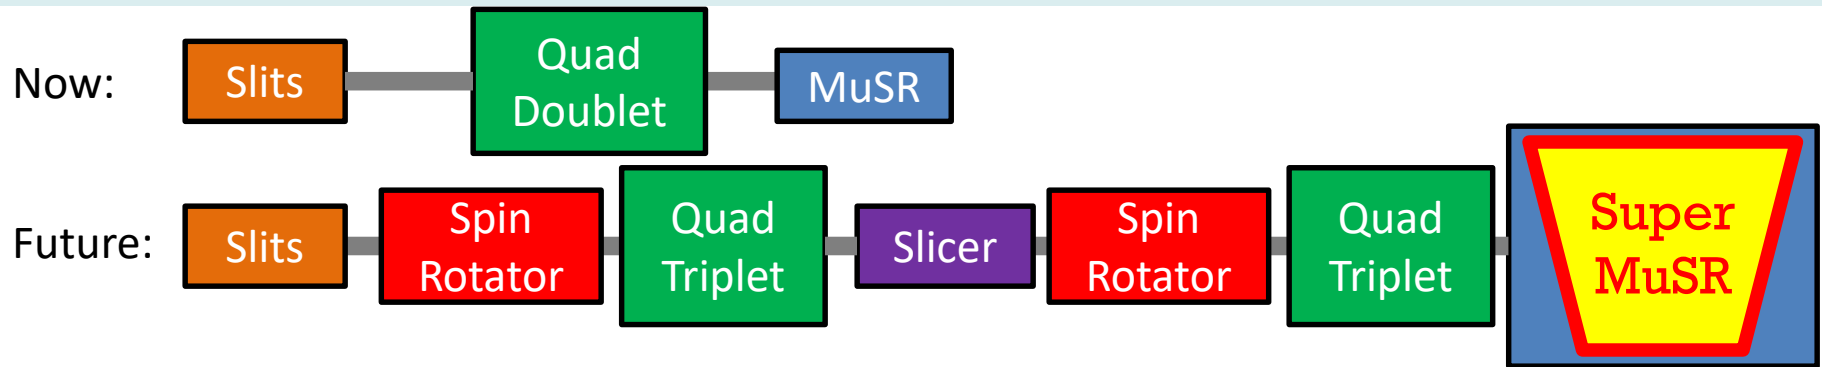 Now:
Slits
Quad
Doublet
MuSR
Future:
Slits
Spin
Rotator
Quad
Triplet
Slicer
Spin
Rotator
Quad
Triplet
Super
MuSR